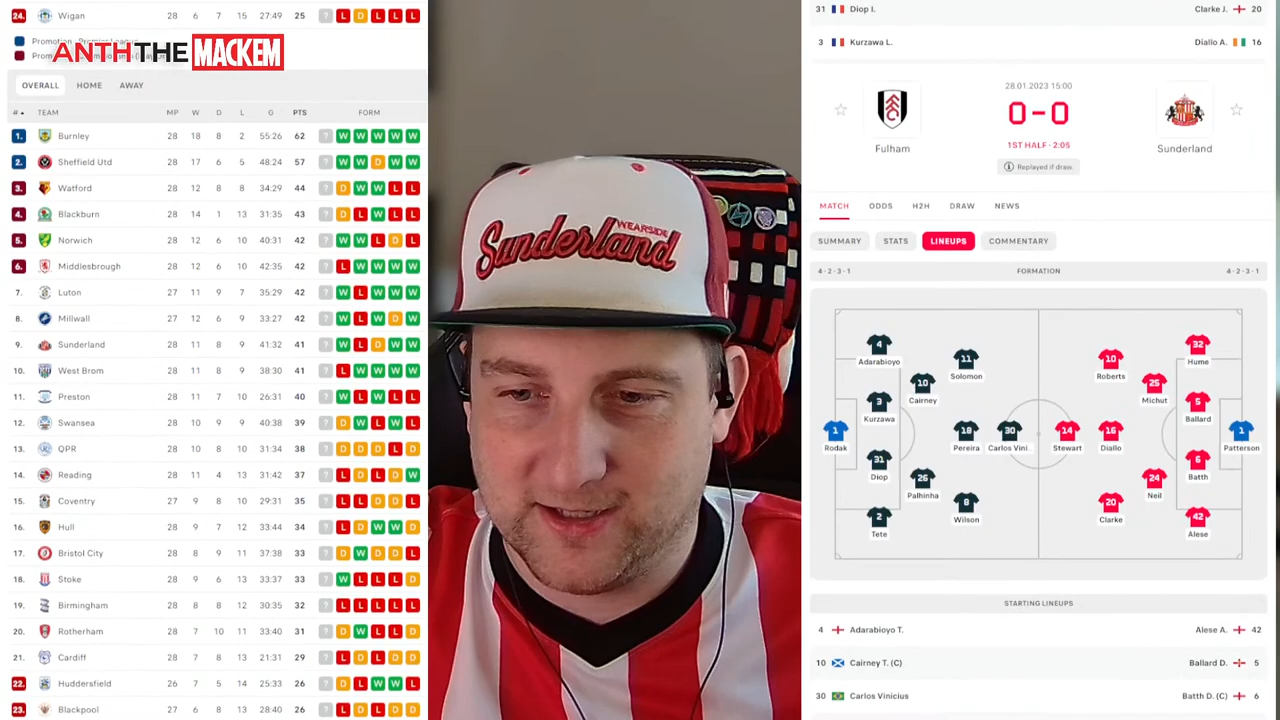 24. Wigan 28 6 7 15 27:49 25 ? L D L L L
Promotion - Premier League
ANTHTHE MACKEM
OVERALL HOME AWAY
# TEAM MP W D L G PTS FORM
1. Burnley 28 18 8 2 55:26 62 ? W W W W W
2. Sheffield Utd 28 17 6 5 48:24 57 ? W W D W W
3. Watford 28 12 8 8 34:29 44 ? D W W L L
4. Blackburn 28 14 1 13 31:35 43 ? D L W L L
5. Norwich 28 12 6 10 40:31 42 ? W W L D L
6. Middlesbrough 28 12 6 10 42:35 42 ? L W W W W
7. Luton 27 11 9 7 35:29 42 ? W L W W W
8. Millwall 27 12 6 9 33:27 42 ? W L W D W
9. Sunderland 28 11 8 9 41:32 41 ? W L D W W
10. West Brom 28 11 8 9 38:30 41 ? L W W W W
11. Preston 28 11 7 10 26:31 40 ? W L W L W
12. Swansea 28 10 9 9 40:38 39 ? D W L W L
13. QPR 28 10 8 10 31:34 38 ? D D D L D
14. Reading 28 11 4 13 31:42 37 ? L D L D W
15. Coventry 27 9 8 10 29:31 35 ? L L D D L
16. Hull 28 9 7 12 33:44 34 ? L D W W D
17. Bristol City 28 8 9 11 37:38 33 ? D W D D L
18. Stoke 28 9 6 13 33:37 33 ? W L L L D
19. Birmingham 28 8 8 12 30:35 32 ? L L L L L
20. Rotherham 28 7 10 11 33:40 31 ? D W L L D
21. Cardiff 28 7 8 13 21:31 29 ? L D L D D
22. Huddersfield 26 7 5 14 25:33 26 ? L D W W L
23. Blackpool 27 6 8 13 28:40 26 ? L D L D D
WEARSIDE
Sunderland
31 Diop I. Clarke J. 20
3 Kurzawa L. Diallo A. 16
28.01.2023 15:00
0-0
1ST HALF - 2:05
Fulham Sunderland
Replayed if draw.
MATCH ODDS H2H DRAW NEWS
SUMMARY STATS LINEUPS COMMENTARY
4 - 2 - 3 - 1 FORMATION 4 - 2 - 3 - 1
4 Adarabioyo
11 Solomon
10 Roberts
32 Hume
10 Cairney
25 Michut
3 Kurzawa
5 Ballard
1 Rodak
18 Pereira
30 Carlos Vini...
14 Stewart
16 Diallo
1 Patterson
31 Diop
6 Batth
26 Palhinha
24 Neil
8 Wilson
20 Clarke
2 Tete
42 Alese
STARTING LINEUPS
4 Adarabioyo T. Alese A. 42
10 Cairney T. (C) Ballard D. 5
30 Carlos Vinicius Batth D. (C) 6